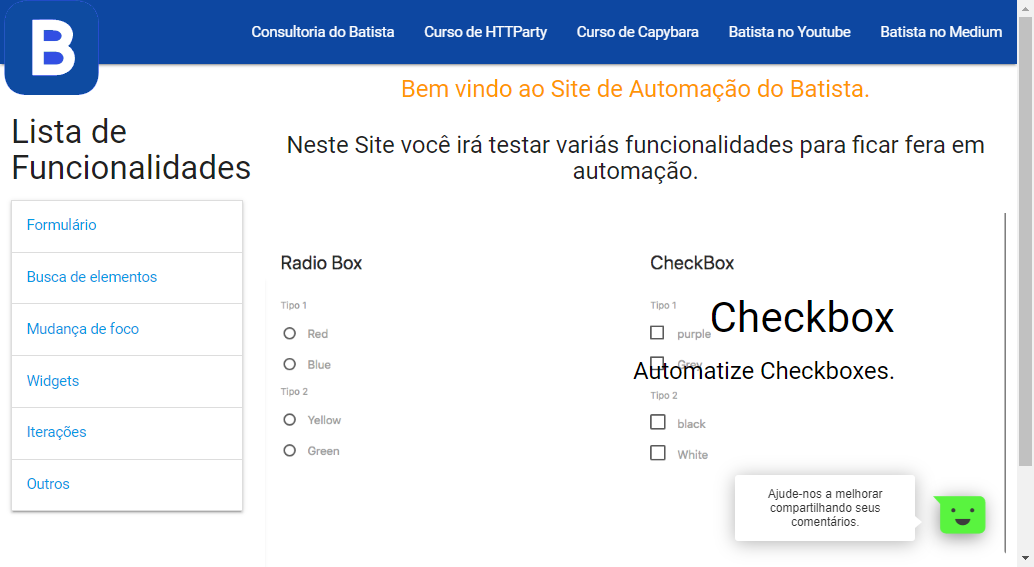 B
Consultoria do Batista Curso de HTTParty Curso de Capybara Batista no Youtube Batista no Medium
Bem vindo ao Site de Automação do Batista.
Neste Site você irá testar variás funcionalidades para ficar fera em
automação.
Lista de
Funcionalidades
Formulário
Busca de elementos
Mudança de foco
Widgets
Iterações
Outros
Radio Box
Tipo 1
Red
Blue
Tipo 2
Yellow
Green
CheckBox
Tipo 1
purple
Grey
Tipo 2
black
White
Checkbox
Automatize Checkboxes.
Ajude-nos a melhorar
compartilhando seus
comentários.